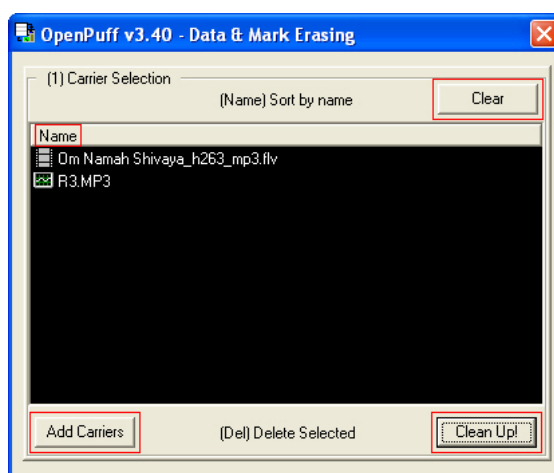 OpenPuff v3.40 - Data & Mark Erasing
(1) Carrier Selection
(Name) Sort by name
Clear
Name
Om Namah Shivaya_h263_mp3.flv
R3.MP3
Add Carriers
(Del) Delete Selected
Clean Up!